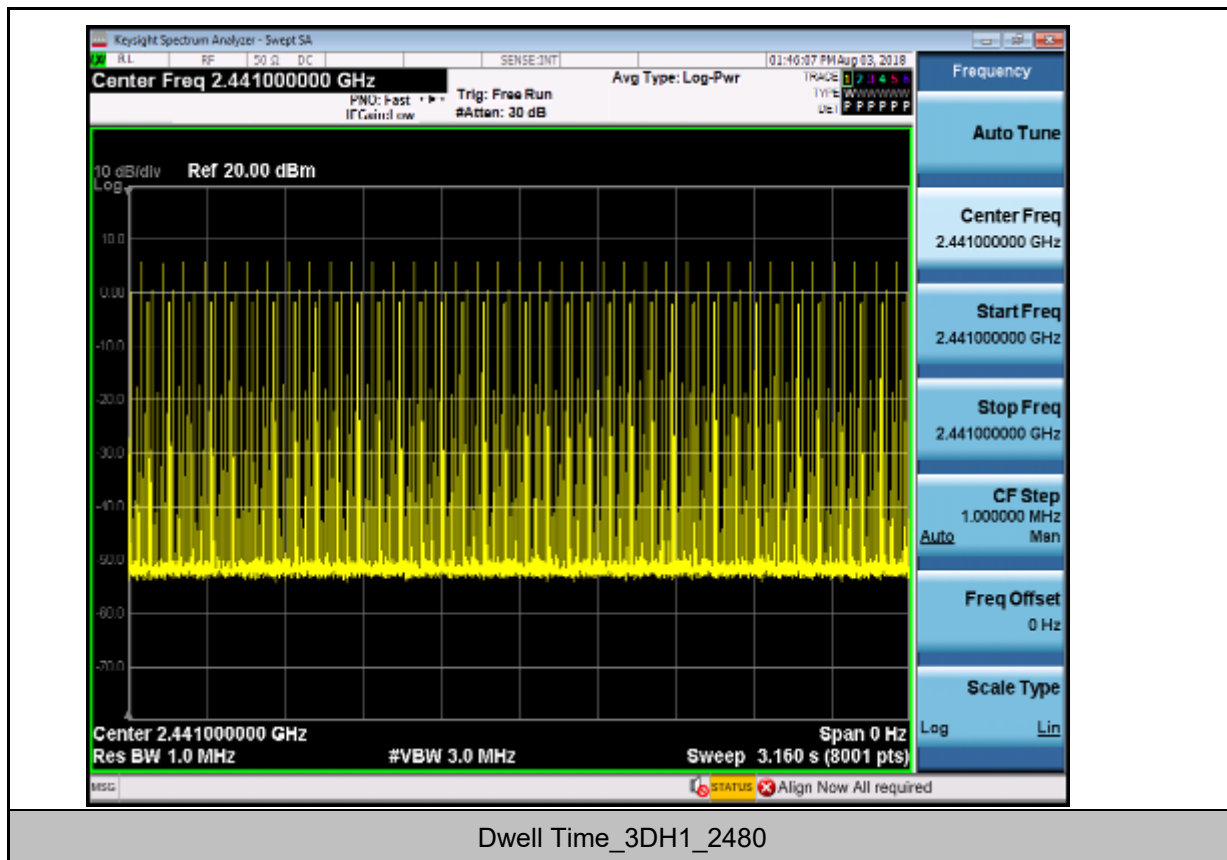 Keysight Spectrum Analyzer - Swept SA
RL RF 50 Ω DC SENSE:INT 01:46:07 PM Aug 03, 2018
Center Freq 2.441000000 GHz Avg Type: Log-Pwr TRACE 1 2 3 4 5 6
PNO: Fast Trig: Free Run TYPE WWWWWW
IFGain:Low #Atten: 30 dB DET P P P P P P
10 dB/div Ref 20.00 dBm
Log
10.0
0.00
-10.0
-20.0
-30.0
-40.0
-50.0
-60.0
-70.0
Center 2.441000000 GHz Span 0 Hz
Res BW 1.0 MHz #VBW 3.0 MHz Sweep 3.160 s (8001 pts)
MSG STATUS Align Now All required
Frequency
Auto Tune
Center Freq
2.441000000 GHz
Start Freq
2.441000000 GHz
Stop Freq
2.441000000 GHz
CF Step
1.000000 MHz
Auto Man
Freq Offset
0 Hz
Scale Type
Log Lin
Dwell Time_3DH1_2480